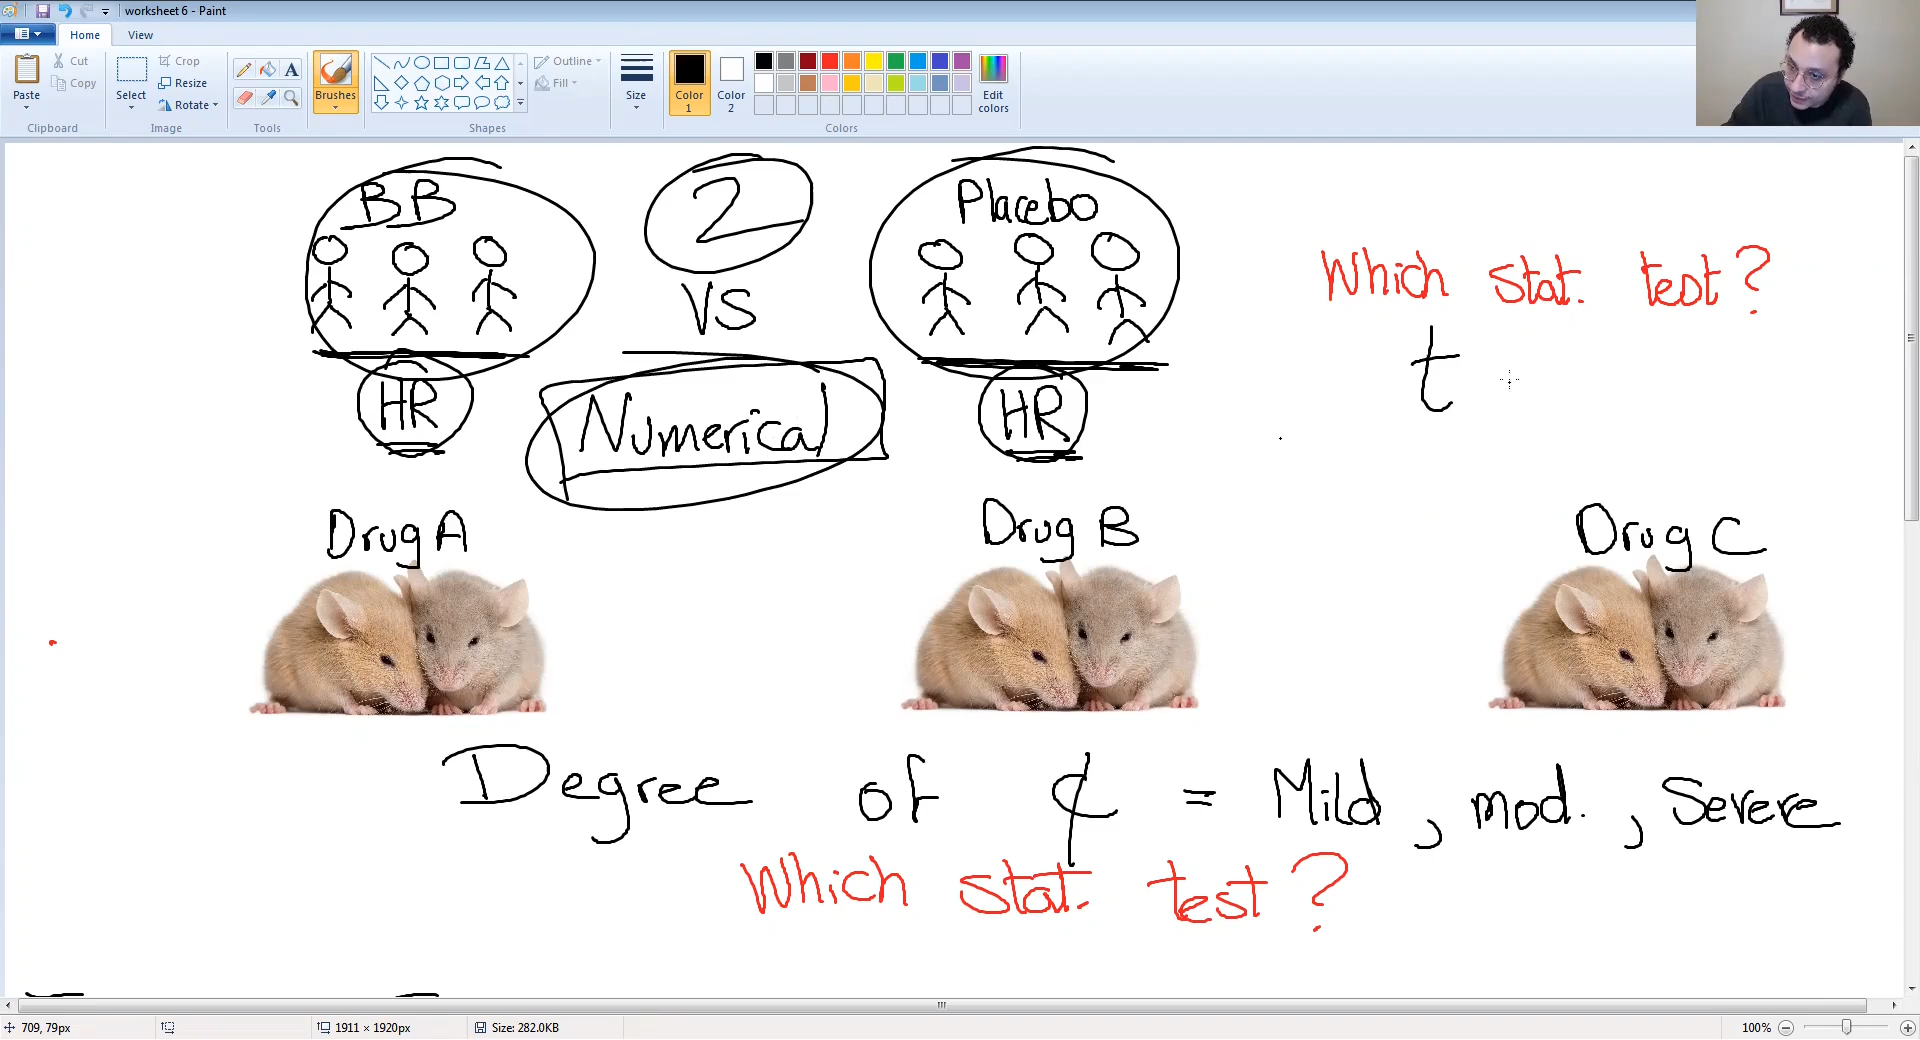 worksheet 6 - Paint
Home View
Paste
Cut
Copy
Clipboard
Select
Crop
Resize
Rotate
Image
Tools
Brushes
Shapes
Outline
Fill
Size
Color 1
Color 2
Edit colors
Colors
BB 2 Placebo
VS
Which stat. test?
t
HR Numerical HR
Drug A Drug B Drug C
Degree of ₵ = Mild, mod., Severe
Which stat. test?
709, 79px 1911 × 1920px Size: 282.0KB 100%